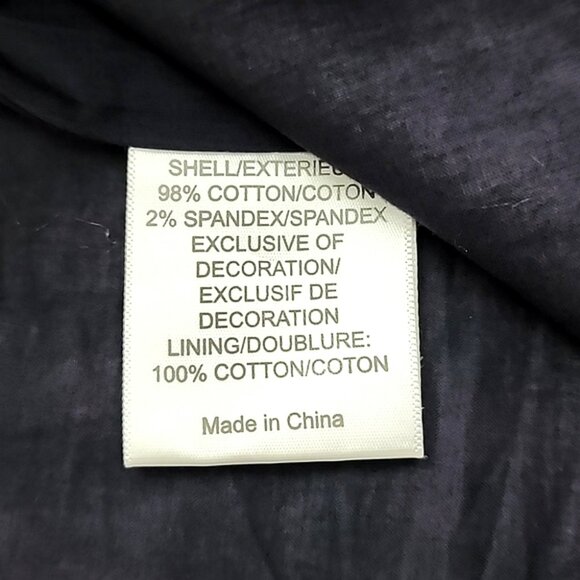 SHELL/EXTERIEU
98% COTTON/COTON
2% SPANDEX/SPANDEX
EXCLUSIVE OF
DECORATION/
EXCLUSIF DE
DECORATION
LINING/DOUBLURE:
100% COTTON/COTON
Made in China